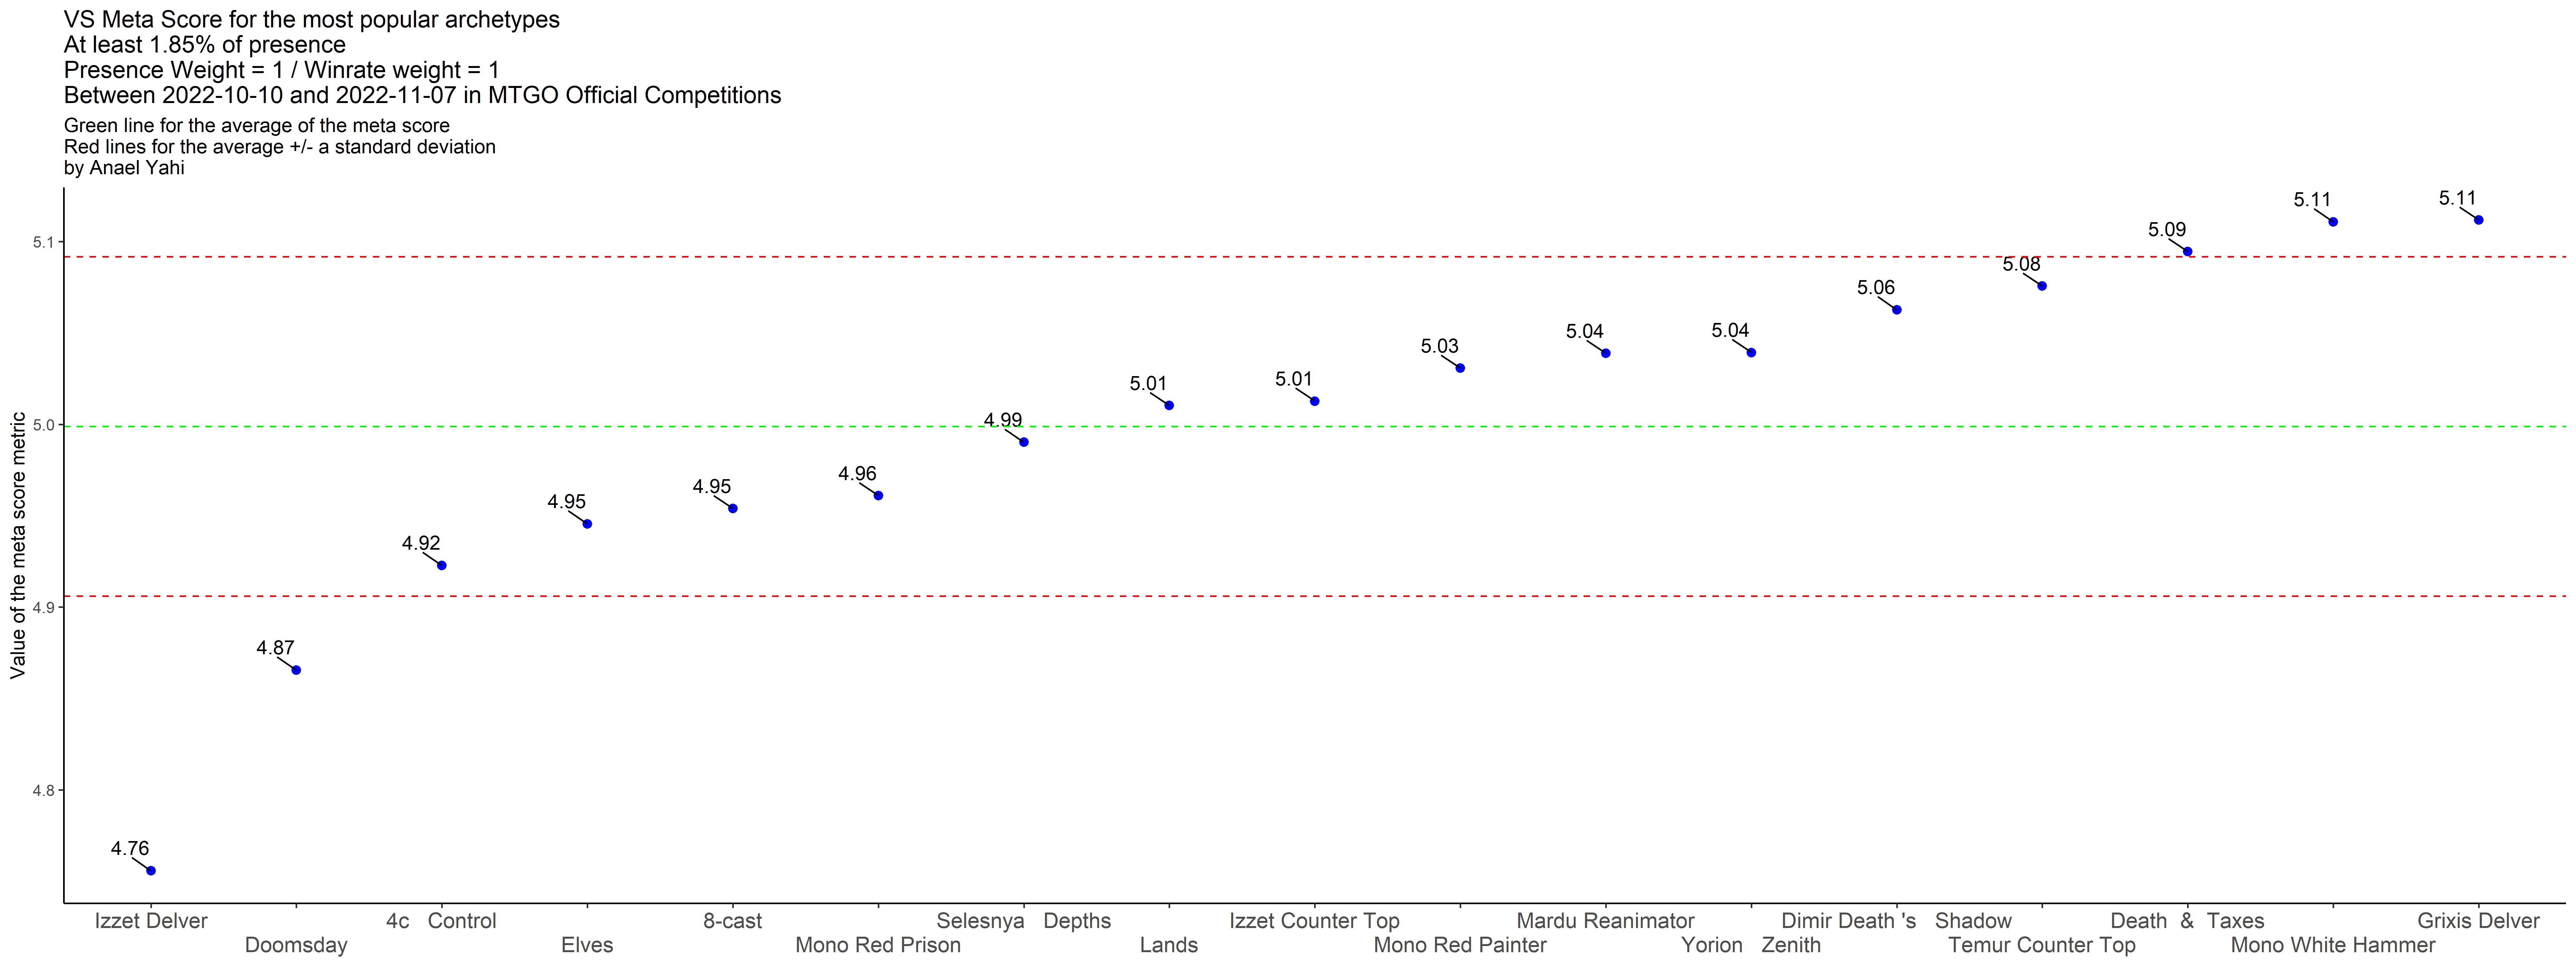 VS Meta Score for the most popular archetypes
At least 1.85% of presence
Presence Weight = 1 / Winrate weight = 1
Between 2022-10-10 and 2022-11-07 in MTGO Official Competitions
Green line for the average of the meta score
Red lines for the average +/- a standard deviation
by Anael Yahi
Value of the meta score metric
5.1
5.0
4.9
4.8
4.76
4.87
4.92
4.95
4.95
4.96
4.99
5.01
5.01
5.03
5.04
5.04
5.06
5.08
5.09
5.11
5.11
Izzet Delver
Doomsday
4c Control
Elves
8-cast
Mono Red Prison
Selesnya Depths
Lands
Izzet Counter Top
Mono Red Painter
Mardu Reanimator
Yorion Zenith
Dimir Death 's Shadow
Temur Counter Top
Death & Taxes
Mono White Hammer
Grixis Delver